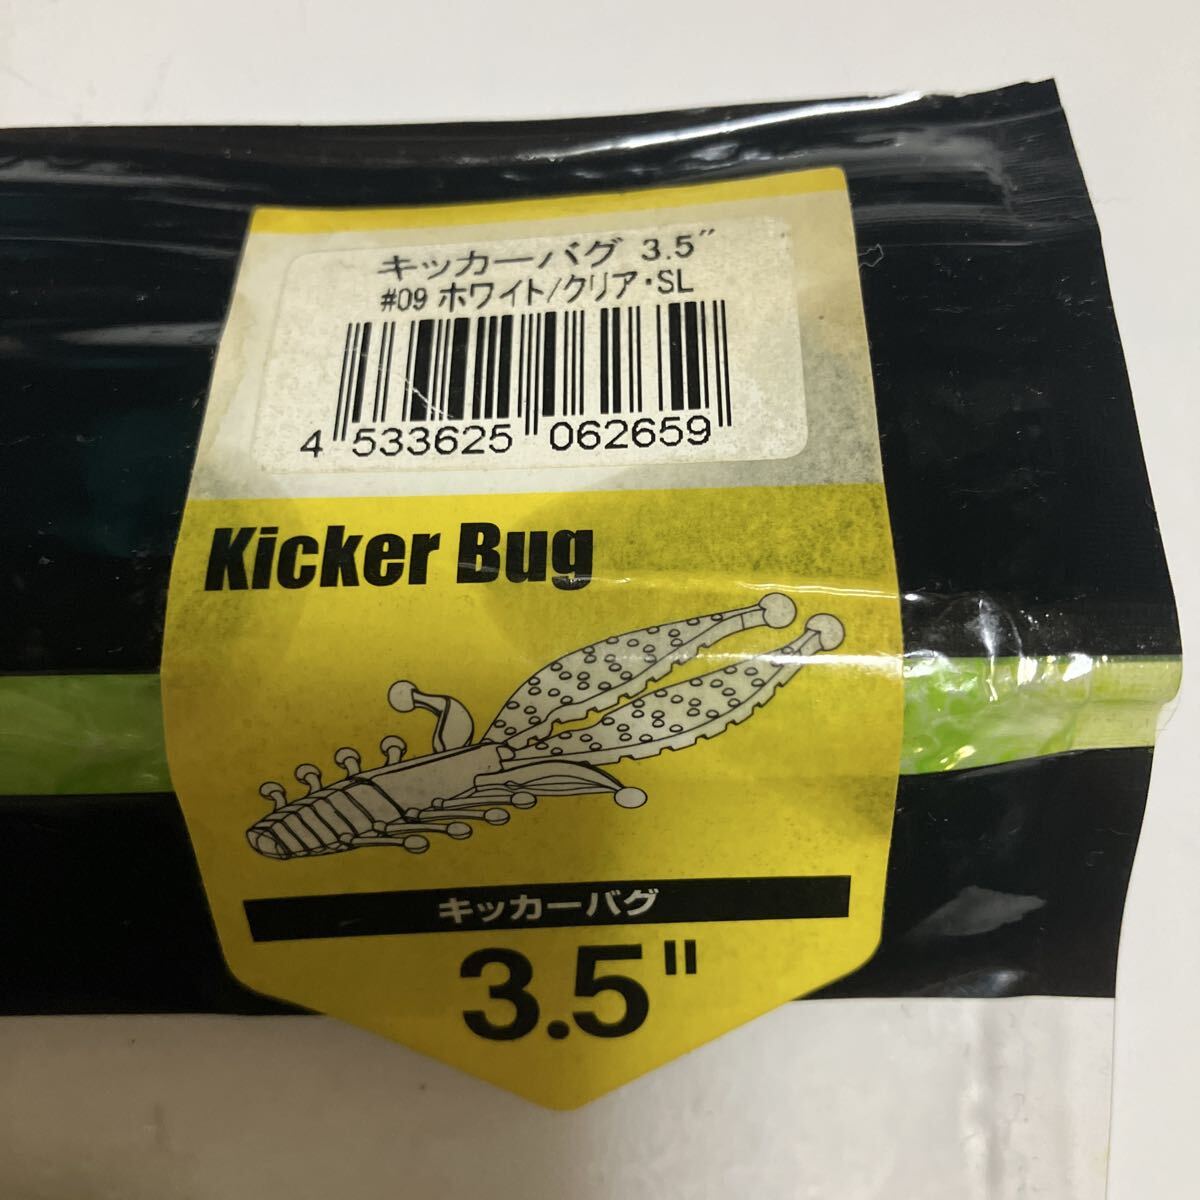 キッカーバグ 3.5"
#09 ホワイト/クリア・SL
4 533625 062659
Kicker Bug
キッカーバグ
3.5"